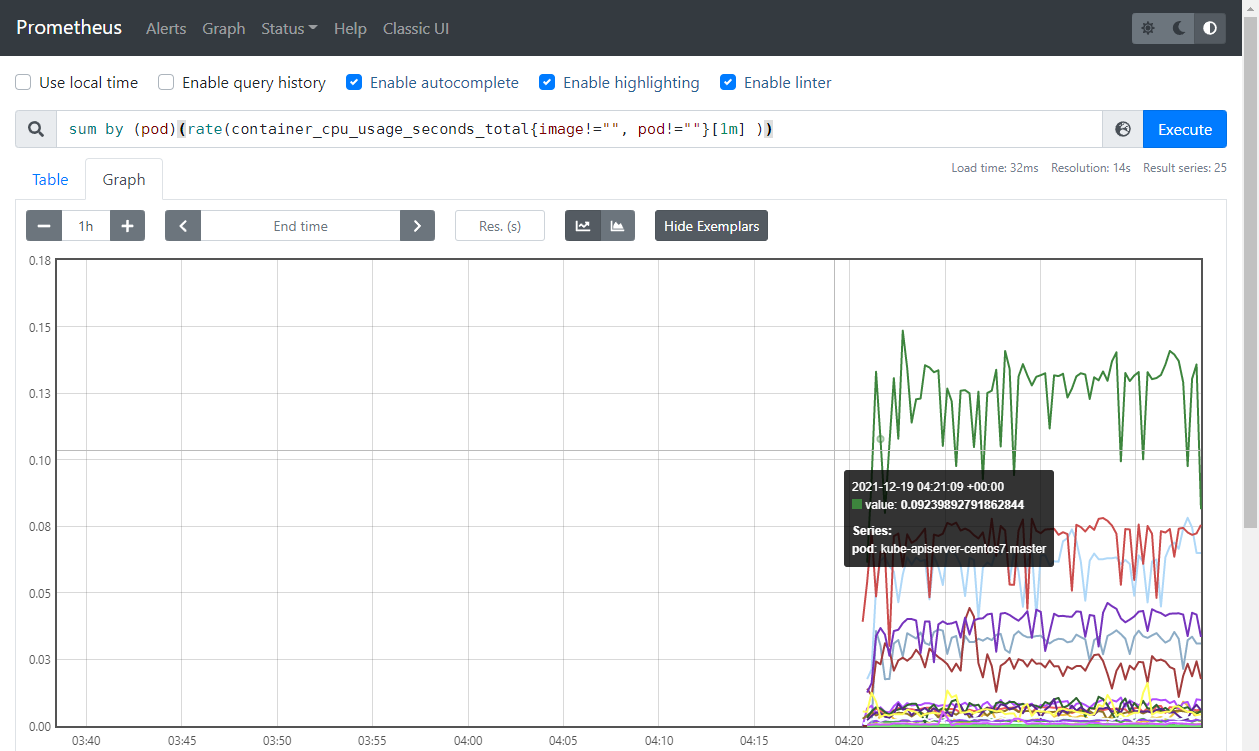 Prometheus Alerts Graph Status Help Classic UI
Use local time Enable query history Enable autocomplete Enable highlighting Enable linter
sum by (pod)(rate(container_cpu_usage_seconds_total{image!="", pod!=""}[1m] )) Execute
Load time: 32ms Resolution: 14s Result series: 25
Table Graph
1h End time Res. (s) Hide Exemplars
0.18
0.15
0.13
0.10
2021-12-19 04:21:09 +00:00
value: 0.09239892791862844
0.08
Series:
pod: kube-apiserver-centos7.master
0.05
0.03
0.00
03:40 03:45 03:50 03:55 04:00 04:05 04:10 04:15 04:20 04:25 04:30 04:35